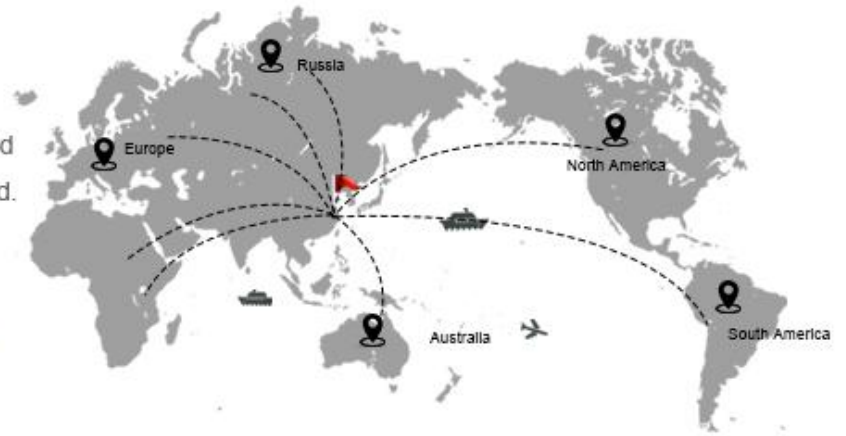 Russia
d
Europe
North America
d.
South America
Australia